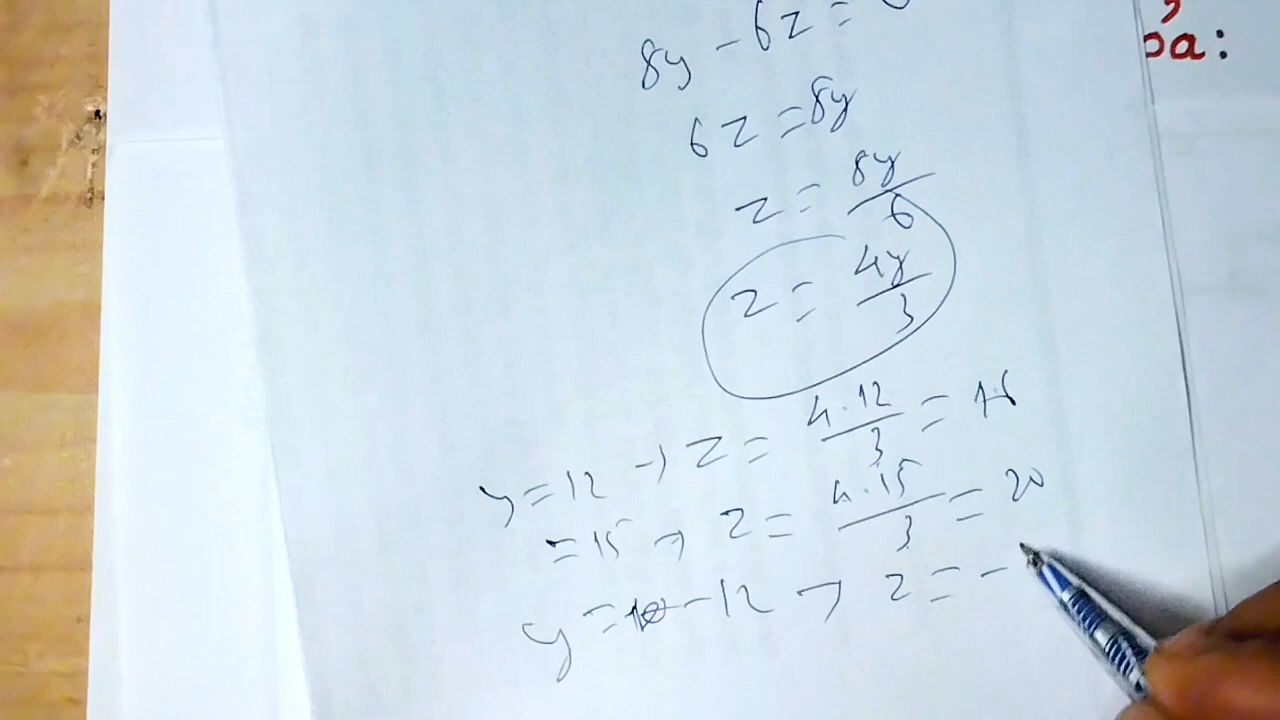 8y - 6z =
6z = 8y
z = 8y/6
z = 4y/3
y = 12 → z = 4.12/3 = 16
= 15 → z = 4.15/3 = 20
y = -12 → z = -
: